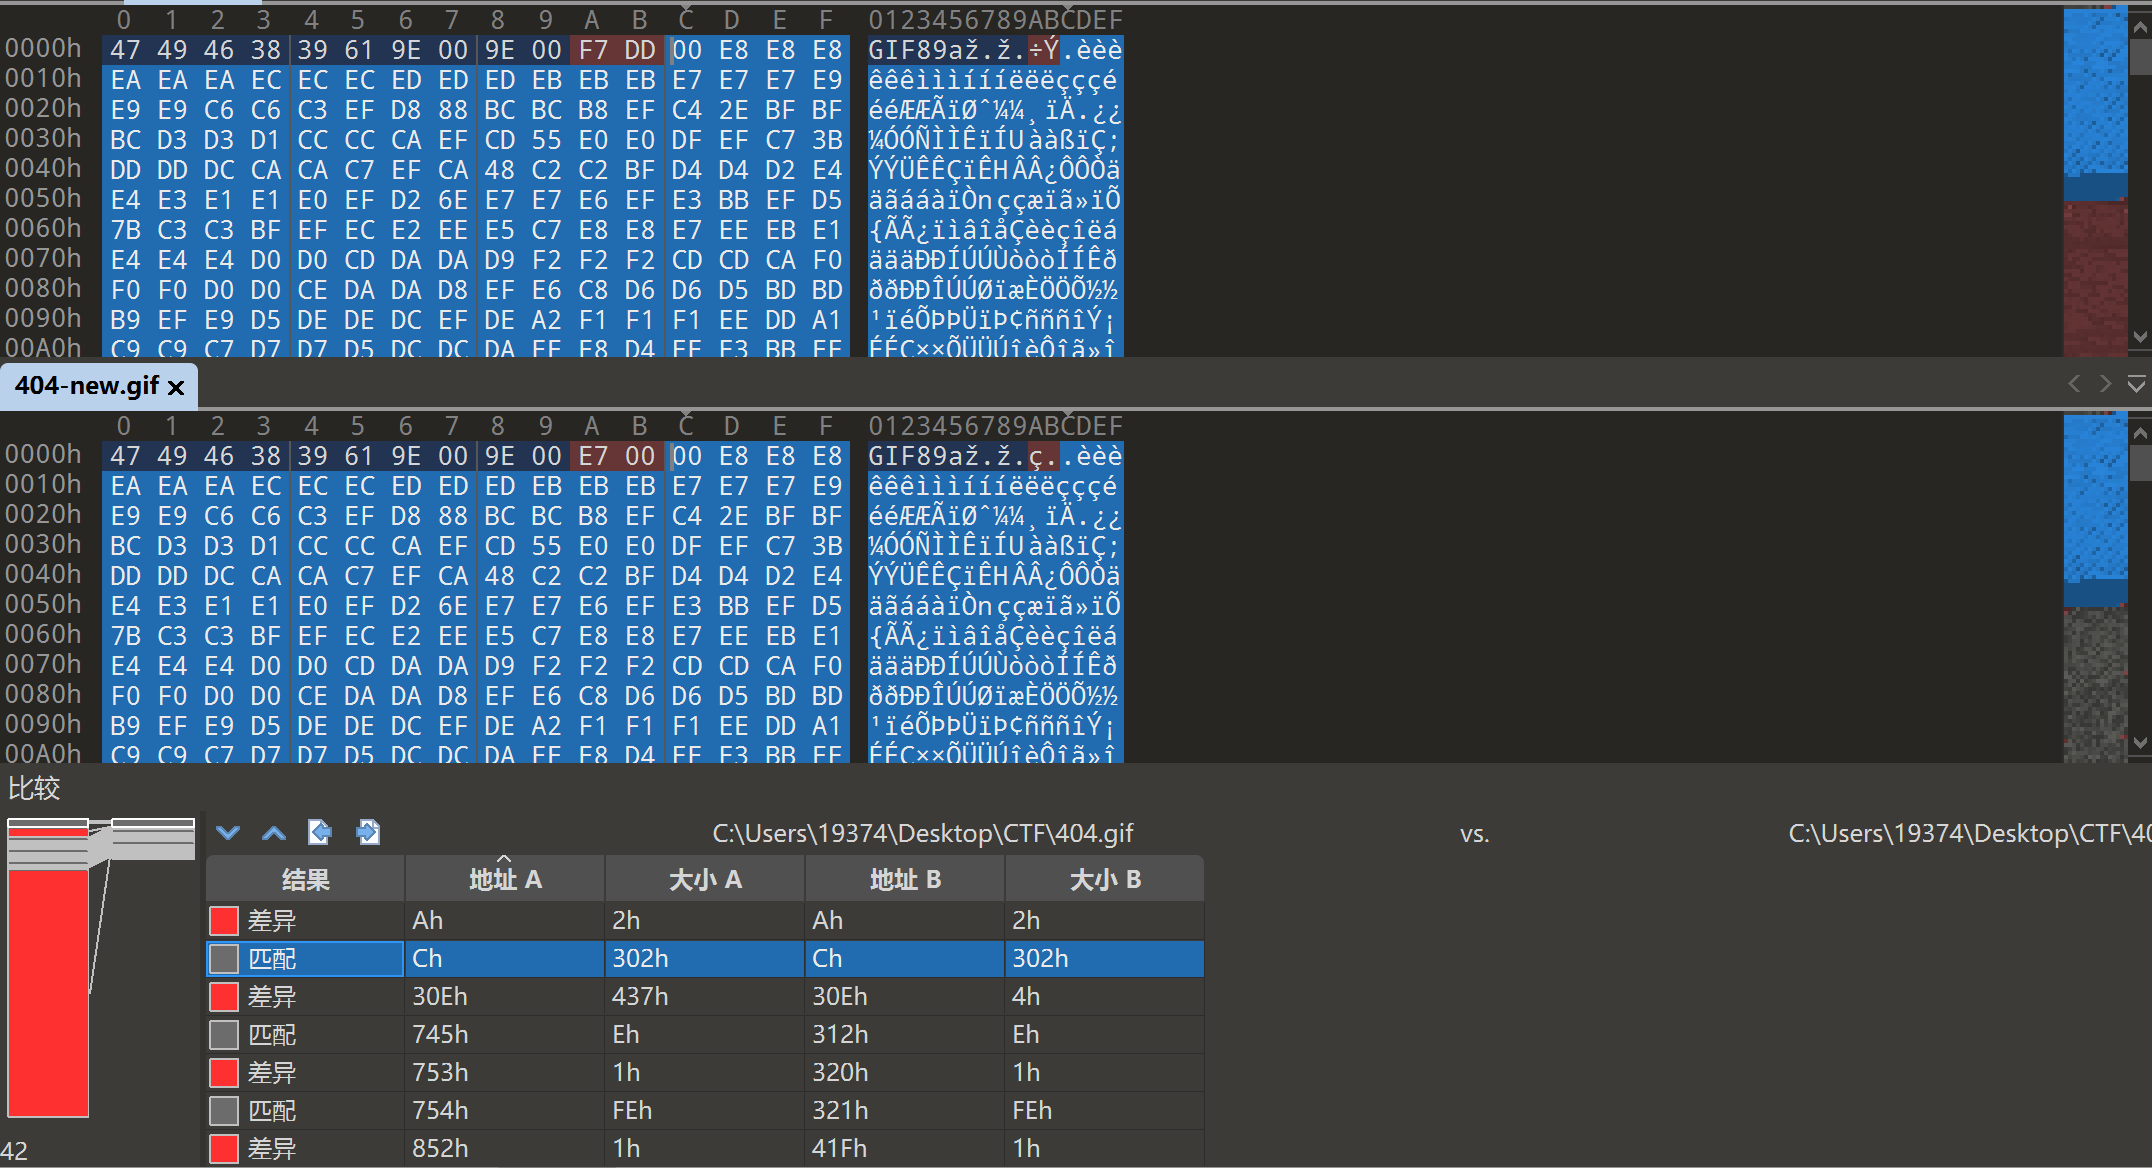 0 1 2 3 4 5 6 7 8 9 A B C D E F 0123456789ABCDEF
0000h 47 49 46 38 39 61 9E 00 9E 00 F7 DD 00 E8 E8 E8 GIF89až.ž.÷Ý.èèè
0010h EA EA EA EC EC EC ED ED ED EB EB EB E7 E7 E7 E9 êêêìììíííëëëçççé
0020h E9 E9 C6 C6 C3 EF D8 88 BC BC B8 EF C4 2E BF BF ééÆÆÃïØˆ¼¼¸ïÄ.¿¿
0030h BC D3 D3 D1 CC CC CA EF CD 55 E0 E0 DF EF C7 3B ¼ÓÓÑÌÌÊïÍUààßïÇ;
0040h DD DD DC CA CA C7 EF CA 48 C2 C2 BF D4 D4 D2 E4 ÝÝÜÊÊÇïÊHÂÂ¿ÔÔÒä
0050h E4 E3 E1 E1 E0 EF D2 6E E7 E7 E6 EF E3 BB EF D5 äãááàïÒnççæïã»ïÕ
0060h 7B C3 C3 BF EF EC E2 EE E5 C7 E8 E8 E7 EE EB E1 {ÃÃ¿ïìâîåÇèèçîëá
0070h E4 E4 E4 D0 D0 CD DA DA D9 F2 F2 F2 CD CD CA F0 äääÐÐÍÚÚÙòòòÍÍÊð
0080h F0 F0 D0 D0 CE DA DA D8 EF E6 C8 D6 D6 D5 BD BD ððÐÐÎÚÚØïæÈÖÖÕ½½
0090h B9 EF E9 D5 DE DE DC EF DE A2 F1 F1 F1 EE DD A1 ¹ïéÕÞÞÜïÞ¢ñññîÝ¡
00A0h C9 C9 C7 D7 D7 D5 DC DC DA EE E8 D4 EE E3 BB EE ÉÉÇ××ÕÜÜÚîèÔîã»î
404-new.gif
0 1 2 3 4 5 6 7 8 9 A B C D E F 0123456789ABCDEF
0000h 47 49 46 38 39 61 9E 00 9E 00 E7 00 00 E8 E8 E8 GIF89až.ž.ç..èèè
0010h EA EA EA EC EC EC ED ED ED EB EB EB E7 E7 E7 E9 êêêìììíííëëëçççé
0020h E9 E9 C6 C6 C3 EF D8 88 BC BC B8 EF C4 2E BF BF ééÆÆÃïØˆ¼¼¸ïÄ.¿¿
0030h BC D3 D3 D1 CC CC CA EF CD 55 E0 E0 DF EF C7 3B ¼ÓÓÑÌÌÊïÍUààßïÇ;
0040h DD DD DC CA CA C7 EF CA 48 C2 C2 BF D4 D4 D2 E4 ÝÝÜÊÊÇïÊHÂÂ¿ÔÔÒä
0050h E4 E3 E1 E1 E0 EF D2 6E E7 E7 E6 EF E3 BB EF D5 äãááàïÒnççæïã»ïÕ
0060h 7B C3 C3 BF EF EC E2 EE E5 C7 E8 E8 E7 EE EB E1 {ÃÃ¿ïìâîåÇèèçîëá
0070h E4 E4 E4 D0 D0 CD DA DA D9 F2 F2 F2 CD CD CA F0 äääÐÐÍÚÚÙòòòÍÍÊð
0080h F0 F0 D0 D0 CE DA DA D8 EF E6 C8 D6 D6 D5 BD BD ððÐÐÎÚÚØïæÈÖÖÕ½½
0090h B9 EF E9 D5 DE DE DC EF DE A2 F1 F1 F1 EE DD A1 ¹ïéÕÞÞÜïÞ¢ñññîÝ¡
00A0h C9 C9 C7 D7 D7 D5 DC DC DA EE E8 D4 EE E3 BB EE ÉÉÇ××ÕÜÜÚîèÔîã»î
比较
C:\Users\19374\Desktop\CTF\404.gif vs. C:\Users\19374\Desktop\CTF\40
结果 地址 A 大小 A 地址 B 大小 B
差异 Ah 2h Ah 2h
匹配 Ch 302h Ch 302h
差异 30Eh 437h 30Eh 4h
匹配 745h Eh 312h Eh
差异 753h 1h 320h 1h
匹配 754h FEh 321h FEh
差异 852h 1h 41Fh 1h
42